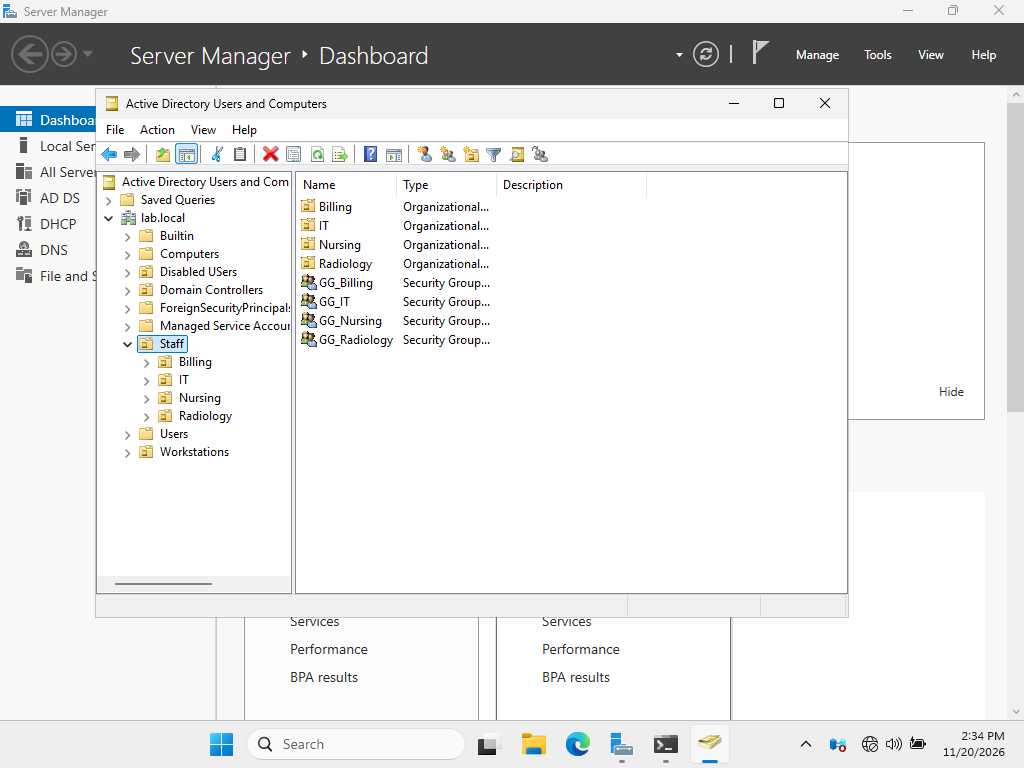 Server Manager
Server Manager • Dashboard
Manage Tools View Help
Active Directory Users and Computers
File Action View Help
Dashboa
Local Ser
All Server
AD DS
DHCP
DNS
File and S
Active Directory Users and Com
Saved Queries
lab.local
Builtin
Computers
Disabled USers
Domain Controllers
ForeignSecurityPrincipals
Managed Service Accour
Staff
Billing
IT
Nursing
Radiology
Users
Workstations
Name Type Description
Billing Organizational...
IT Organizational...
Nursing Organizational...
Radiology Organizational...
GG_Billing Security Group...
GG_IT Security Group...
GG_Nursing Security Group...
GG_Radiology Security Group...
Hide
Services Services
Performance Performance
BPA results BPA results
Search
2:34 PM
11/20/2026